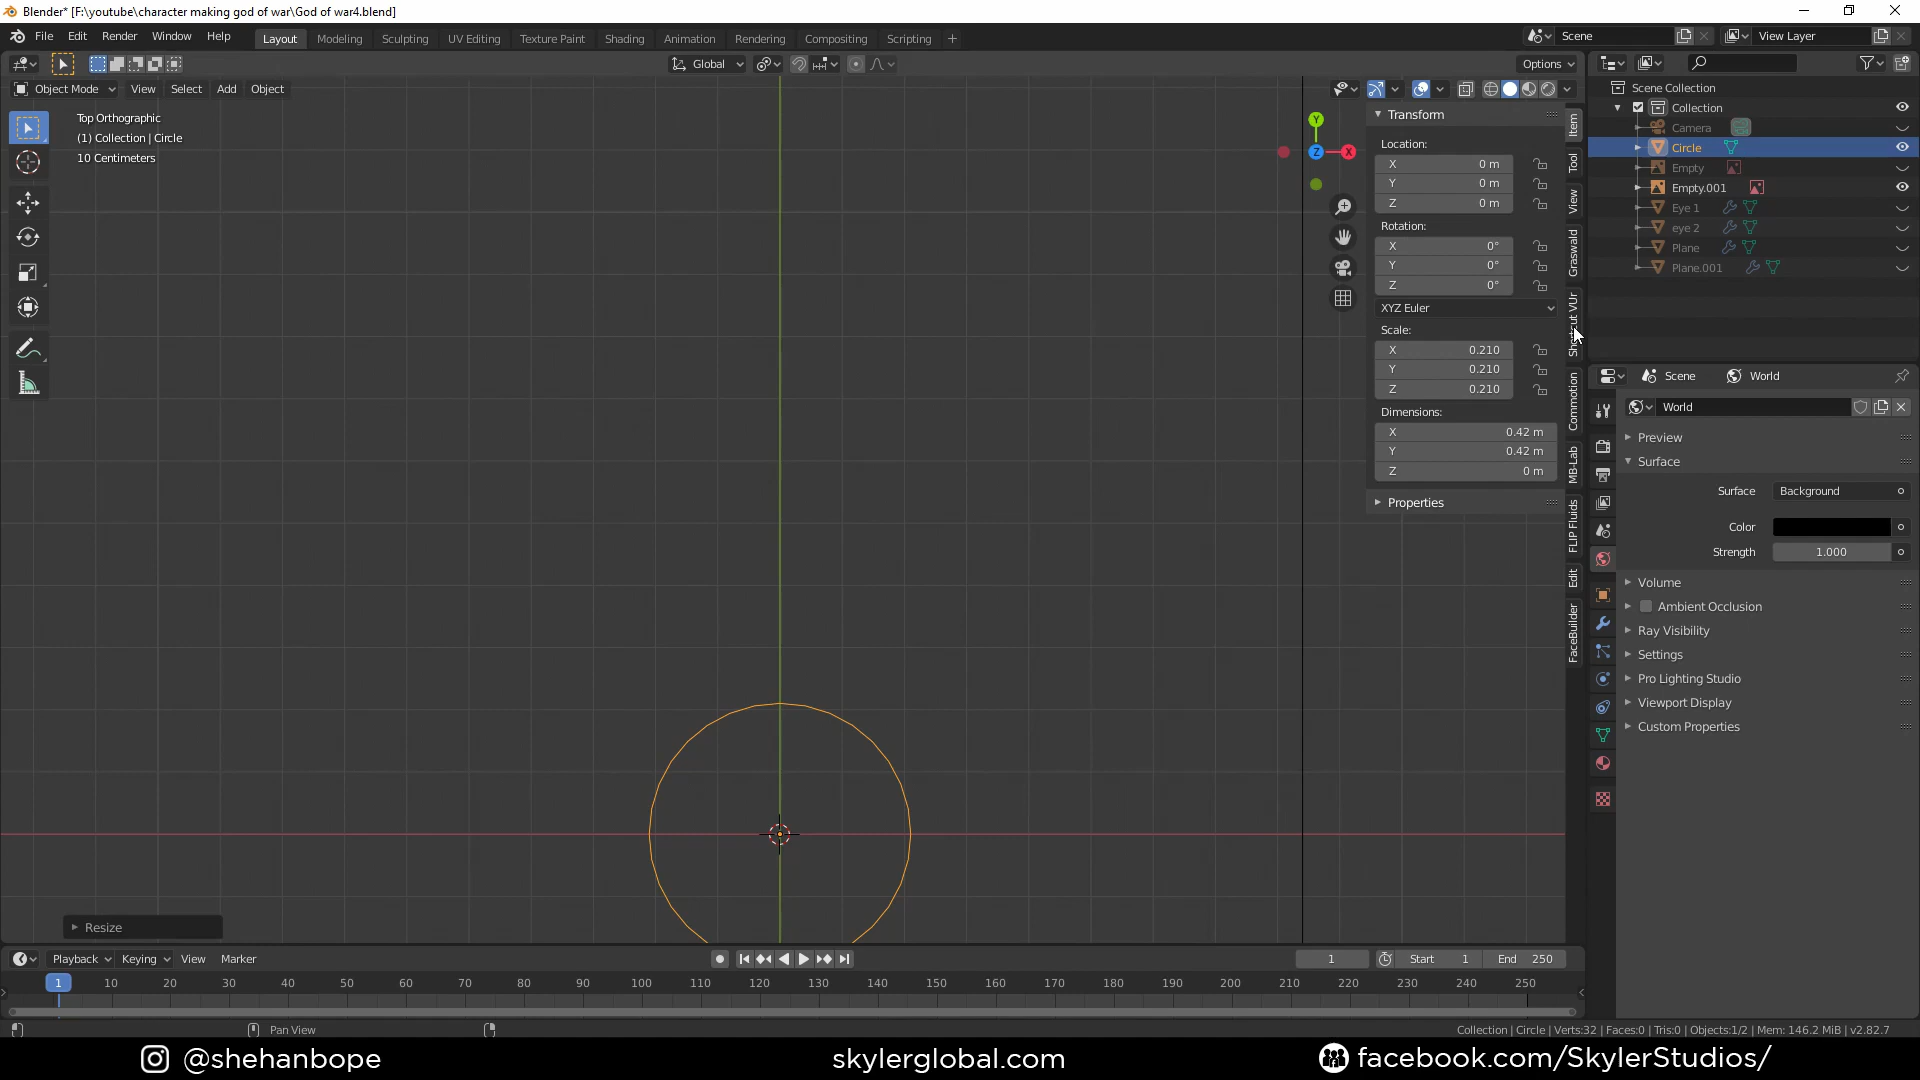 Blender* [F:\youtube\character making god of war\God of war4.blend]
File Edit Render Window Help
Layout Modeling Sculpting UV Editing Texture Paint Shading Animation Rendering Compositing Scripting +
Scene
View Layer
Global
Options
Object Mode View Select Add Object
Top Orthographic
(1) Collection | Circle
10 Centimeters
Y
Z
X
Transform
Location:
X 0 m
Y 0 m
Z 0 m
Rotation:
X 0°
Y 0°
Z 0°
XYZ Euler
Scale:
X 0.210
Y 0.210
Z 0.210
Dimensions:
X 0.42 m
Y 0.42 m
Z 0 m
Properties
Item
Tool
View
Graswald
Shortcut VUr
Commotion
MB-Lab
FLIP Fluids
Edit
FaceBuilder
Scene Collection
Collection
Camera
Circle
Empty
Empty.001
Eye 1
eye 2
Plane
Plane.001
Scene World
World
Preview
Surface
Surface Background
Color
Strength 1.000
Volume
Ambient Occlusion
Ray Visibility
Settings
Pro Lighting Studio
Viewport Display
Custom Properties
Resize
Playback Keying View Marker
1 Start 1 End 250
1 10 20 30 40 50 60 70 80 90 100 110 120 130 140 150 160 170 180 190 200 210 220 230 240 250
Pan View
Collection | Circle | Verts:32 | Faces:0 | Tris:0 | Objects:1/2 | Mem: 146.2 MiB | v2.82.7
@shehanbope
skylerglobal.com
facebook.com/SkylerStudios/